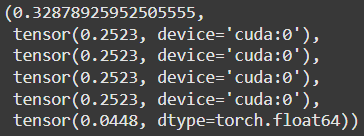 (0.32878925952505555,
 tensor(0.2523, device='cuda:0'),
 tensor(0.2523, device='cuda:0'),
 tensor(0.2523, device='cuda:0'),
 tensor(0.2523, device='cuda:0'),
 tensor(0.0448, dtype=torch.float64))